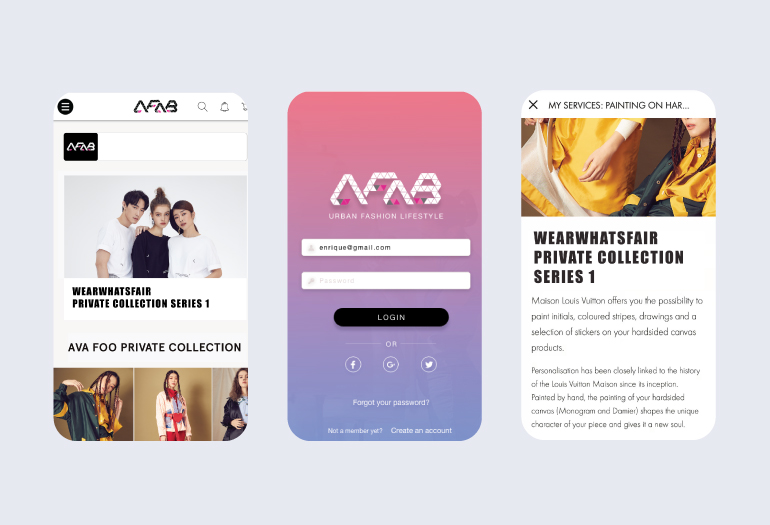 AFAB
AFAB
WEARWHATSFAIR
PRIVATE COLLECTION SERIES 1
AVA FOO PRIVATE COLLECTION
AFAB
URBAN FASHION LIFESTYLE
enrique@gmail.com
Password
LOGIN
OR
f
G+
Forgot your password?
Not a member yet? Create an account
MY SERVICES: PAINTING ON HAR...
WEARWHATSFAIR
PRIVATE COLLECTION
SERIES 1
Maison Louis Vuitton offers you the possibility to
paint initials, coloured stripes, drawings and a
selection of stickers on your hardsided canvas
products.
Personalisation has been closely linked to the history
of the Louis Vuitton Maison since its inception.
Painted by hand, the painting of your hardsided
canvas (Monogram and Damier) shapes the unique
character of your piece and gives it a new soul.